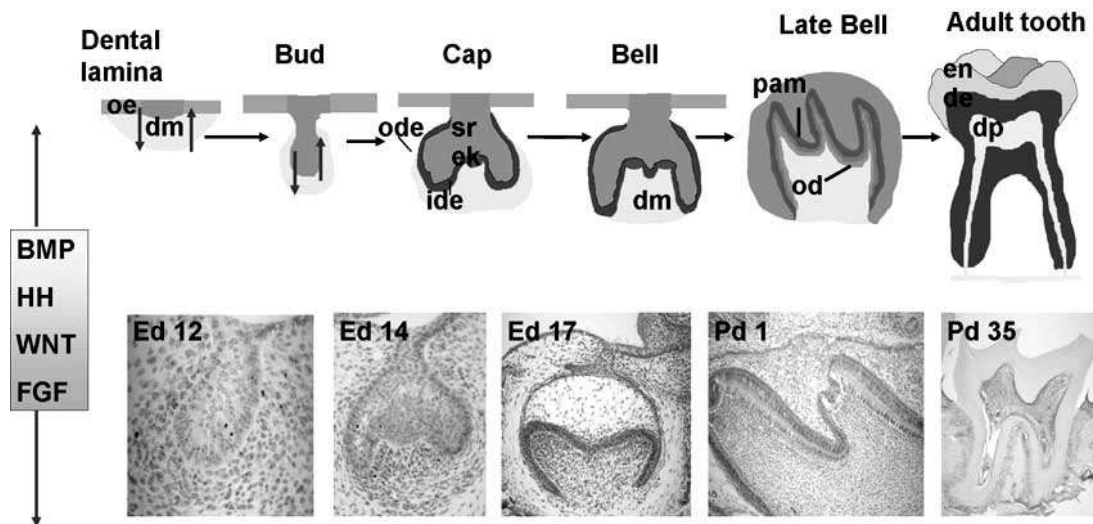 Dental
lamina
Bud
Cap
Bell
Late Bell
Adult tooth
oe
dm
ode
sr
ek
ide
dm
pam
od
en
de
dp
BMP
HH
WNT
FGF
Ed 12
Ed 14
Ed 17
Pd 1
Pd 35